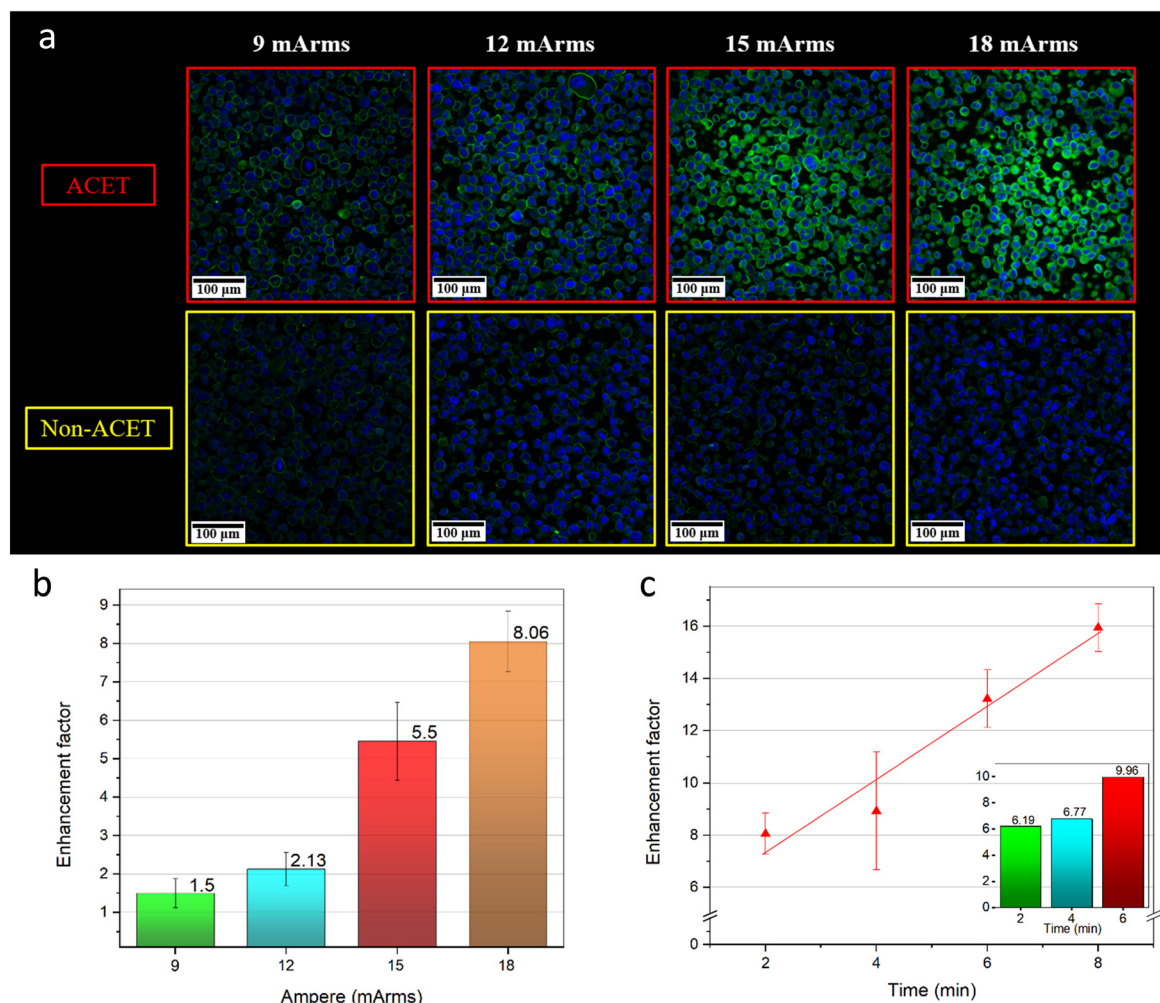 a
9 mArms 12 mArms 15 mArms 18 mArms
ACET
100 μm 100 μm 100 μm 100 μm
Non-ACET
100 μm 100 μm 100 μm 100 μm
b
Enhancement factor
9
8
7
6
5
4
3
2
1
1.5
2.13
5.5
8.06
9 12 15 18
Ampere (mArms)
c
Enhancement factor
16
14
12
10
8
6
0
2 4 6 8
Time (min)
10
8
6
4
2
0
6.19
6.77
9.96
2 4 6
Time (min)